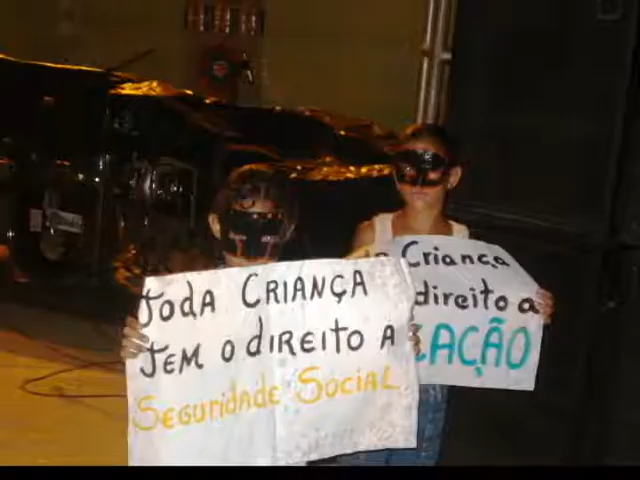 TODA CRIANÇA
TEM O DIREITO A
SEGURIDADE SOCIAL
Criança
direito a
AÇÃO